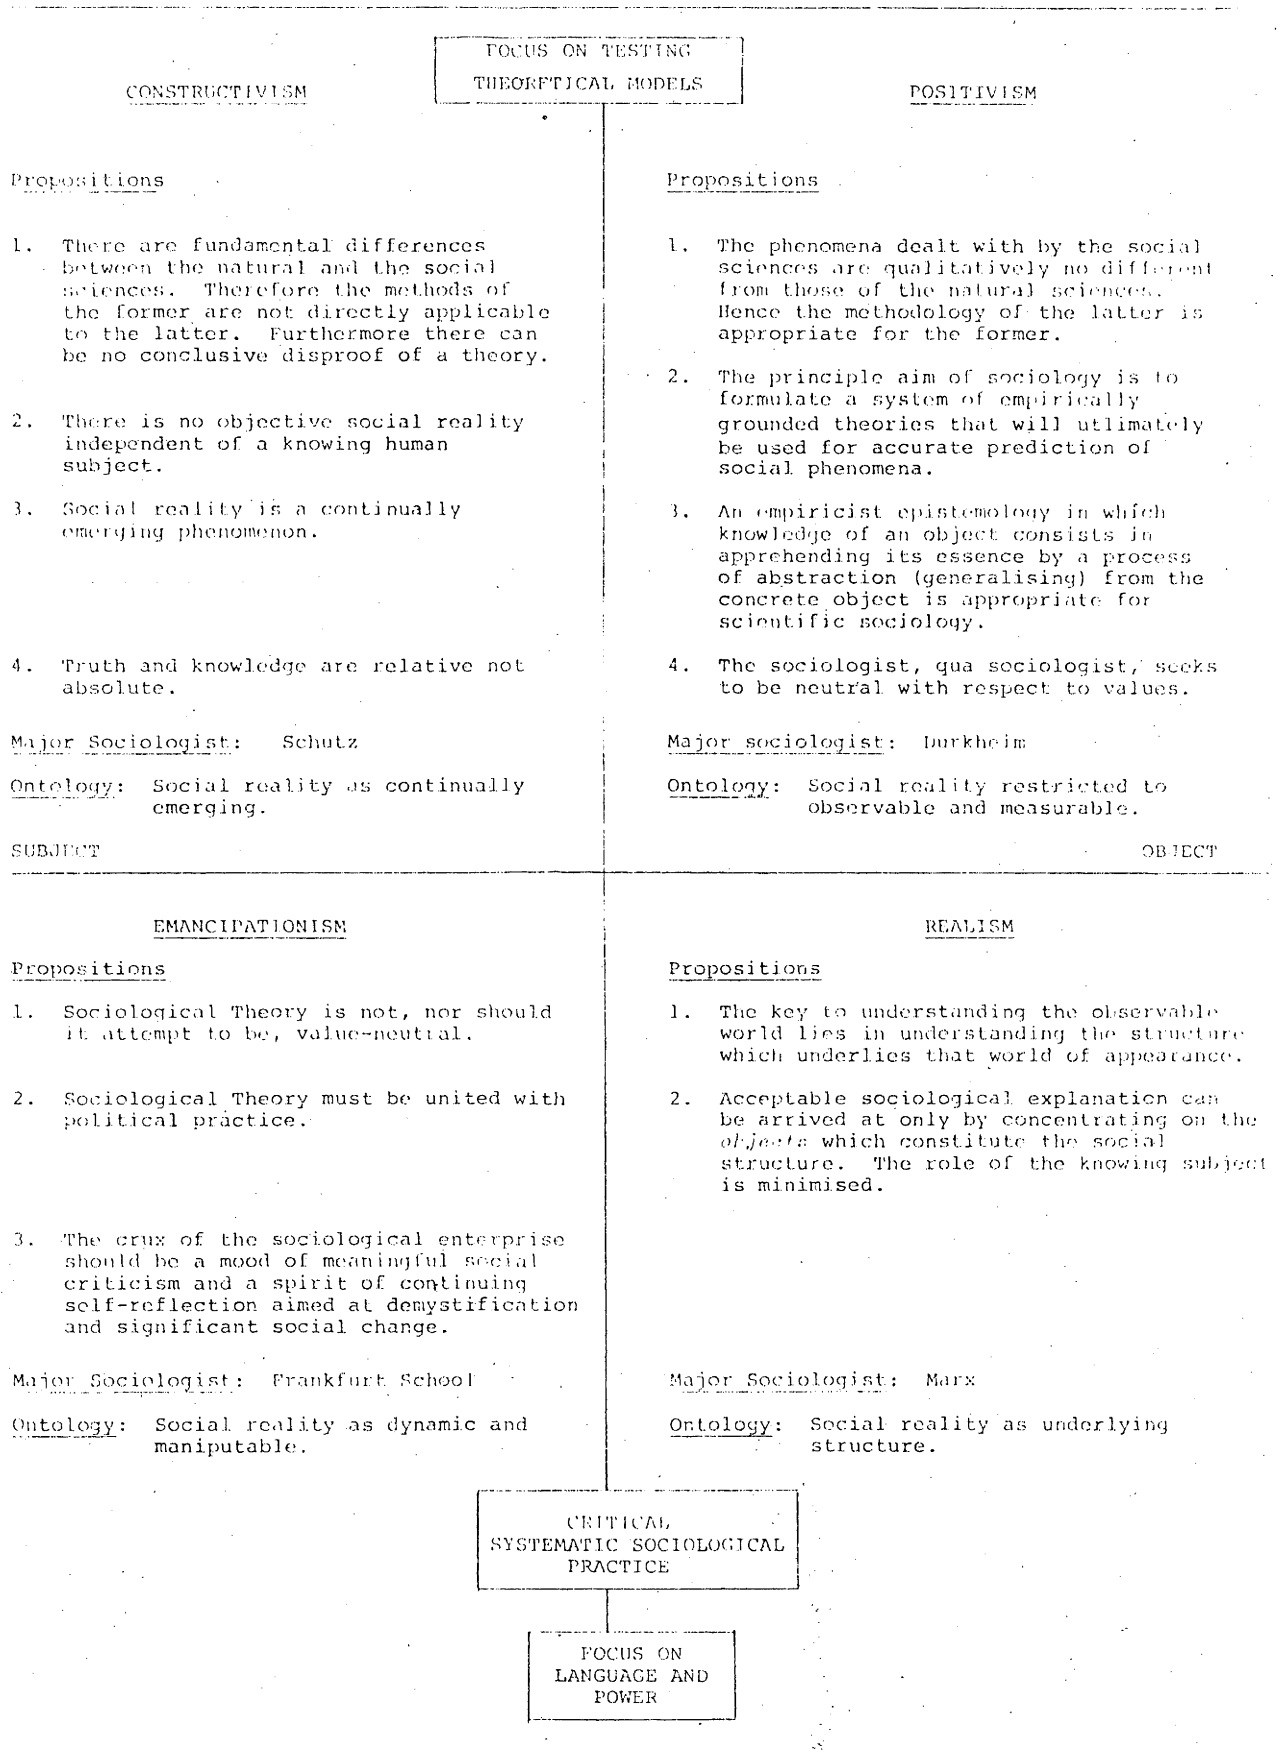 FOCUS ON TESTING
THEORETICAL MODELS
CONSTRUCTIVISM
Propositions
1. There are fundamental differences
between the natural and the social
sciences. Therefore the methods of
the former are not directly applicable
to the latter. Furthermore there can
be no conclusive disproof of a theory.
2. There is no objective social reality
independent of a knowing human
subject.
3. Social reality is a continually
emerging phenomenon.
4. Truth and knowledge are relative not
absolute.
Major Sociologist: Schutz
Ontology: Social reality as continually
emerging.
SUBJECT
POSITIVISM
Propositions
1. The phenomena dealt with by the social
sciences are qualitatively no different
from those of the natural sciences.
Hence the methodology of the latter is
appropriate for the former.
2. The principle aim of sociology is to
formulate a system of empirically
grounded theories that will utlimately
be used for accurate prediction of
social phenomena.
3. An empiricist epistemology in which
knowledge of an object consists in
apprehending its essence by a process
of abstraction (generalising) from the
concrete object is appropriate for
scientific sociology.
4. The sociologist, qua sociologist, seeks
to be neutral with respect to values.
Major sociologist: Durkheim
Ontology: Social reality restricted to
observable and measurable.
OBJECT
EMANCIPATIONISM
Propositions
1. Sociological Theory is not, nor should
it attempt to be, value-neutral.
2. Sociological Theory must be united with
political practice.
3. The crux of the sociological enterprise
should be a mood of meaningful social
criticism and a spirit of continuing
self-reflection aimed at demystification
and significant social change.
Major Sociologist: Frankfurt School
Ontology: Social reality as dynamic and
maniputable.
REALISM
Propositions
1. The key to understanding the observable
world lies in understanding the structure
which underlies that world of appearance.
2. Acceptable sociological explanation can
be arrived at only by concentrating on the
objects which constitute the social
structure. The role of the knowing subject
is minimised.
Major Sociologist: Marx
Ontology: Social reality as underlying
structure.
CRITICAL
SYSTEMATIC SOCIOLOGICAL
PRACTICE
FOCUS ON
LANGUAGE AND
POWER